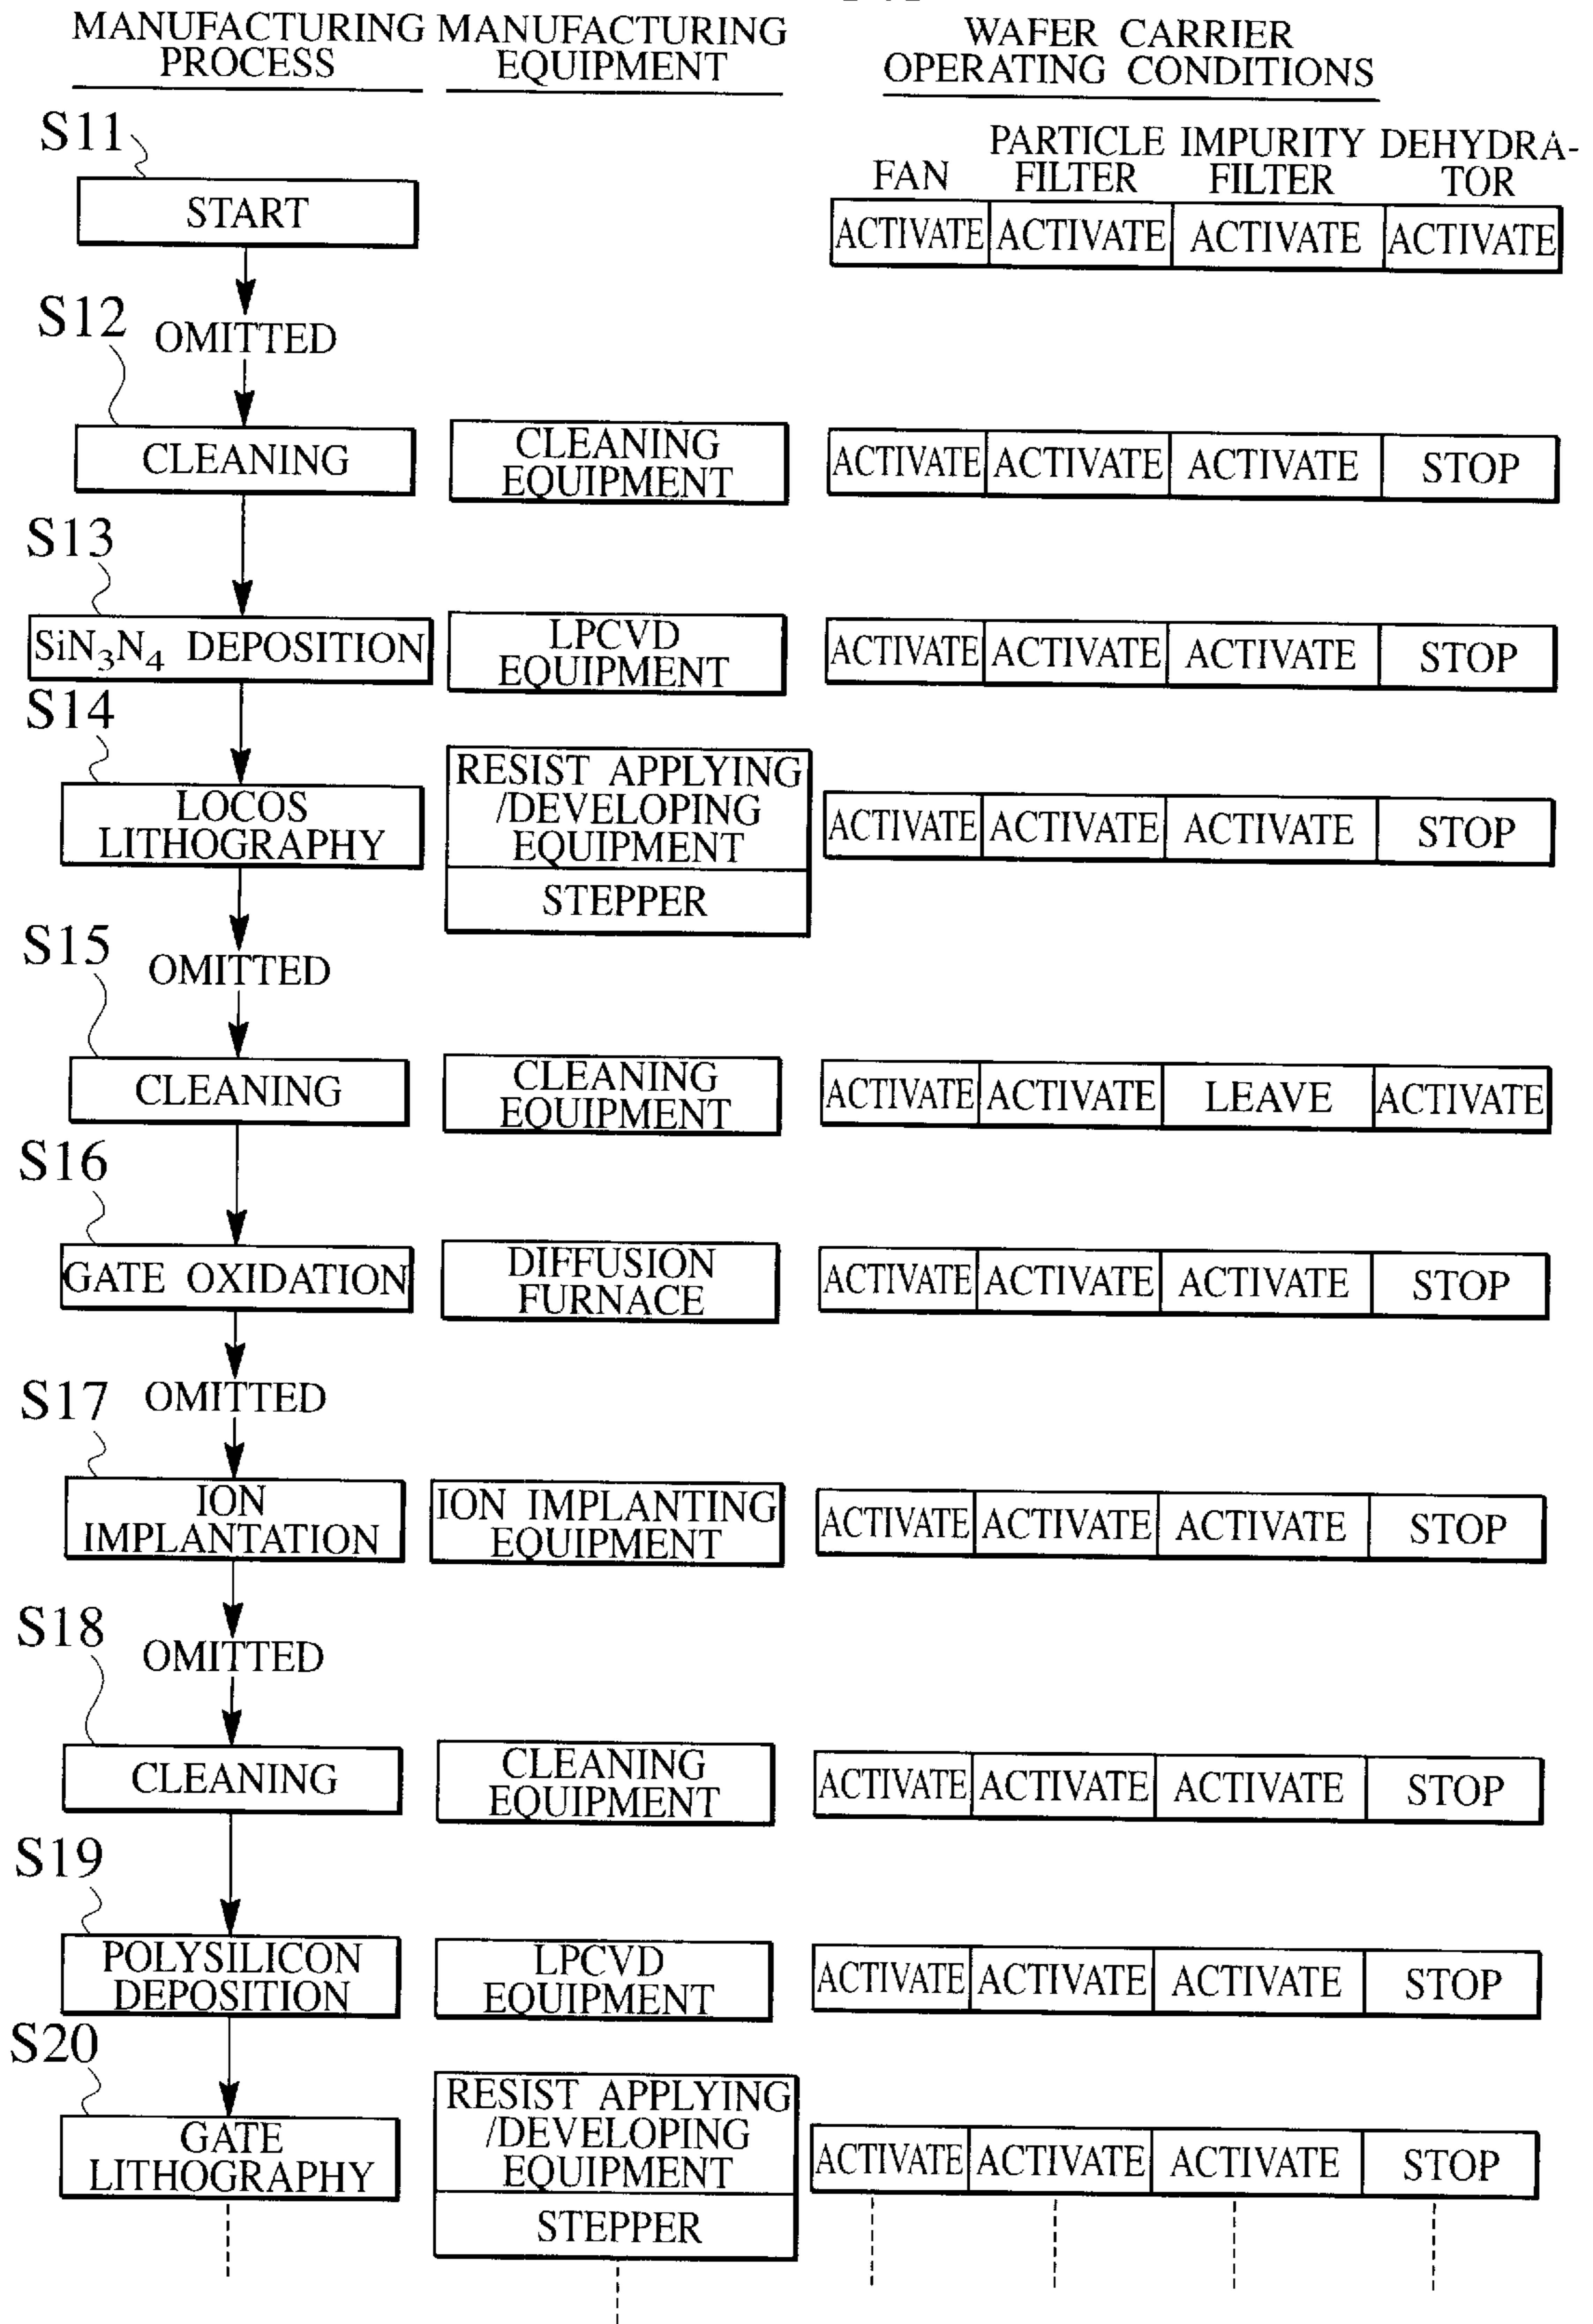 MANUFACTURING
PROCESS
MANUFACTURING
EQUIPMENT
WAFER CARRIER
OPERATING CONDITIONS
FAN
PARTICLE
FILTER
IMPURITY
FILTER
DEHYDRA-
TOR
S11
START
ACTIVATE ACTIVATE ACTIVATE ACTIVATE
S12
OMITTED
CLEANING
CLEANING
EQUIPMENT
ACTIVATE ACTIVATE ACTIVATE STOP
S13
SiN₃N₄ DEPOSITION
LPCVD
EQUIPMENT
ACTIVATE ACTIVATE ACTIVATE STOP
S14
LOCOS
LITHOGRAPHY
RESIST APPLYING
/DEVELOPING
EQUIPMENT
STEPPER
ACTIVATE ACTIVATE ACTIVATE STOP
S15
OMITTED
CLEANING
CLEANING
EQUIPMENT
ACTIVATE ACTIVATE LEAVE ACTIVATE
S16
GATE OXIDATION
DIFFUSION
FURNACE
ACTIVATE ACTIVATE ACTIVATE STOP
S17
OMITTED
ION
IMPLANTATION
ION IMPLANTING
EQUIPMENT
ACTIVATE ACTIVATE ACTIVATE STOP
S18
OMITTED
CLEANING
CLEANING
EQUIPMENT
ACTIVATE ACTIVATE ACTIVATE STOP
S19
POLYSILICON
DEPOSITION
LPCVD
EQUIPMENT
ACTIVATE ACTIVATE ACTIVATE STOP
S20
GATE
LITHOGRAPHY
RESIST APPLYING
/DEVELOPING
EQUIPMENT
STEPPER
ACTIVATE ACTIVATE ACTIVATE STOP